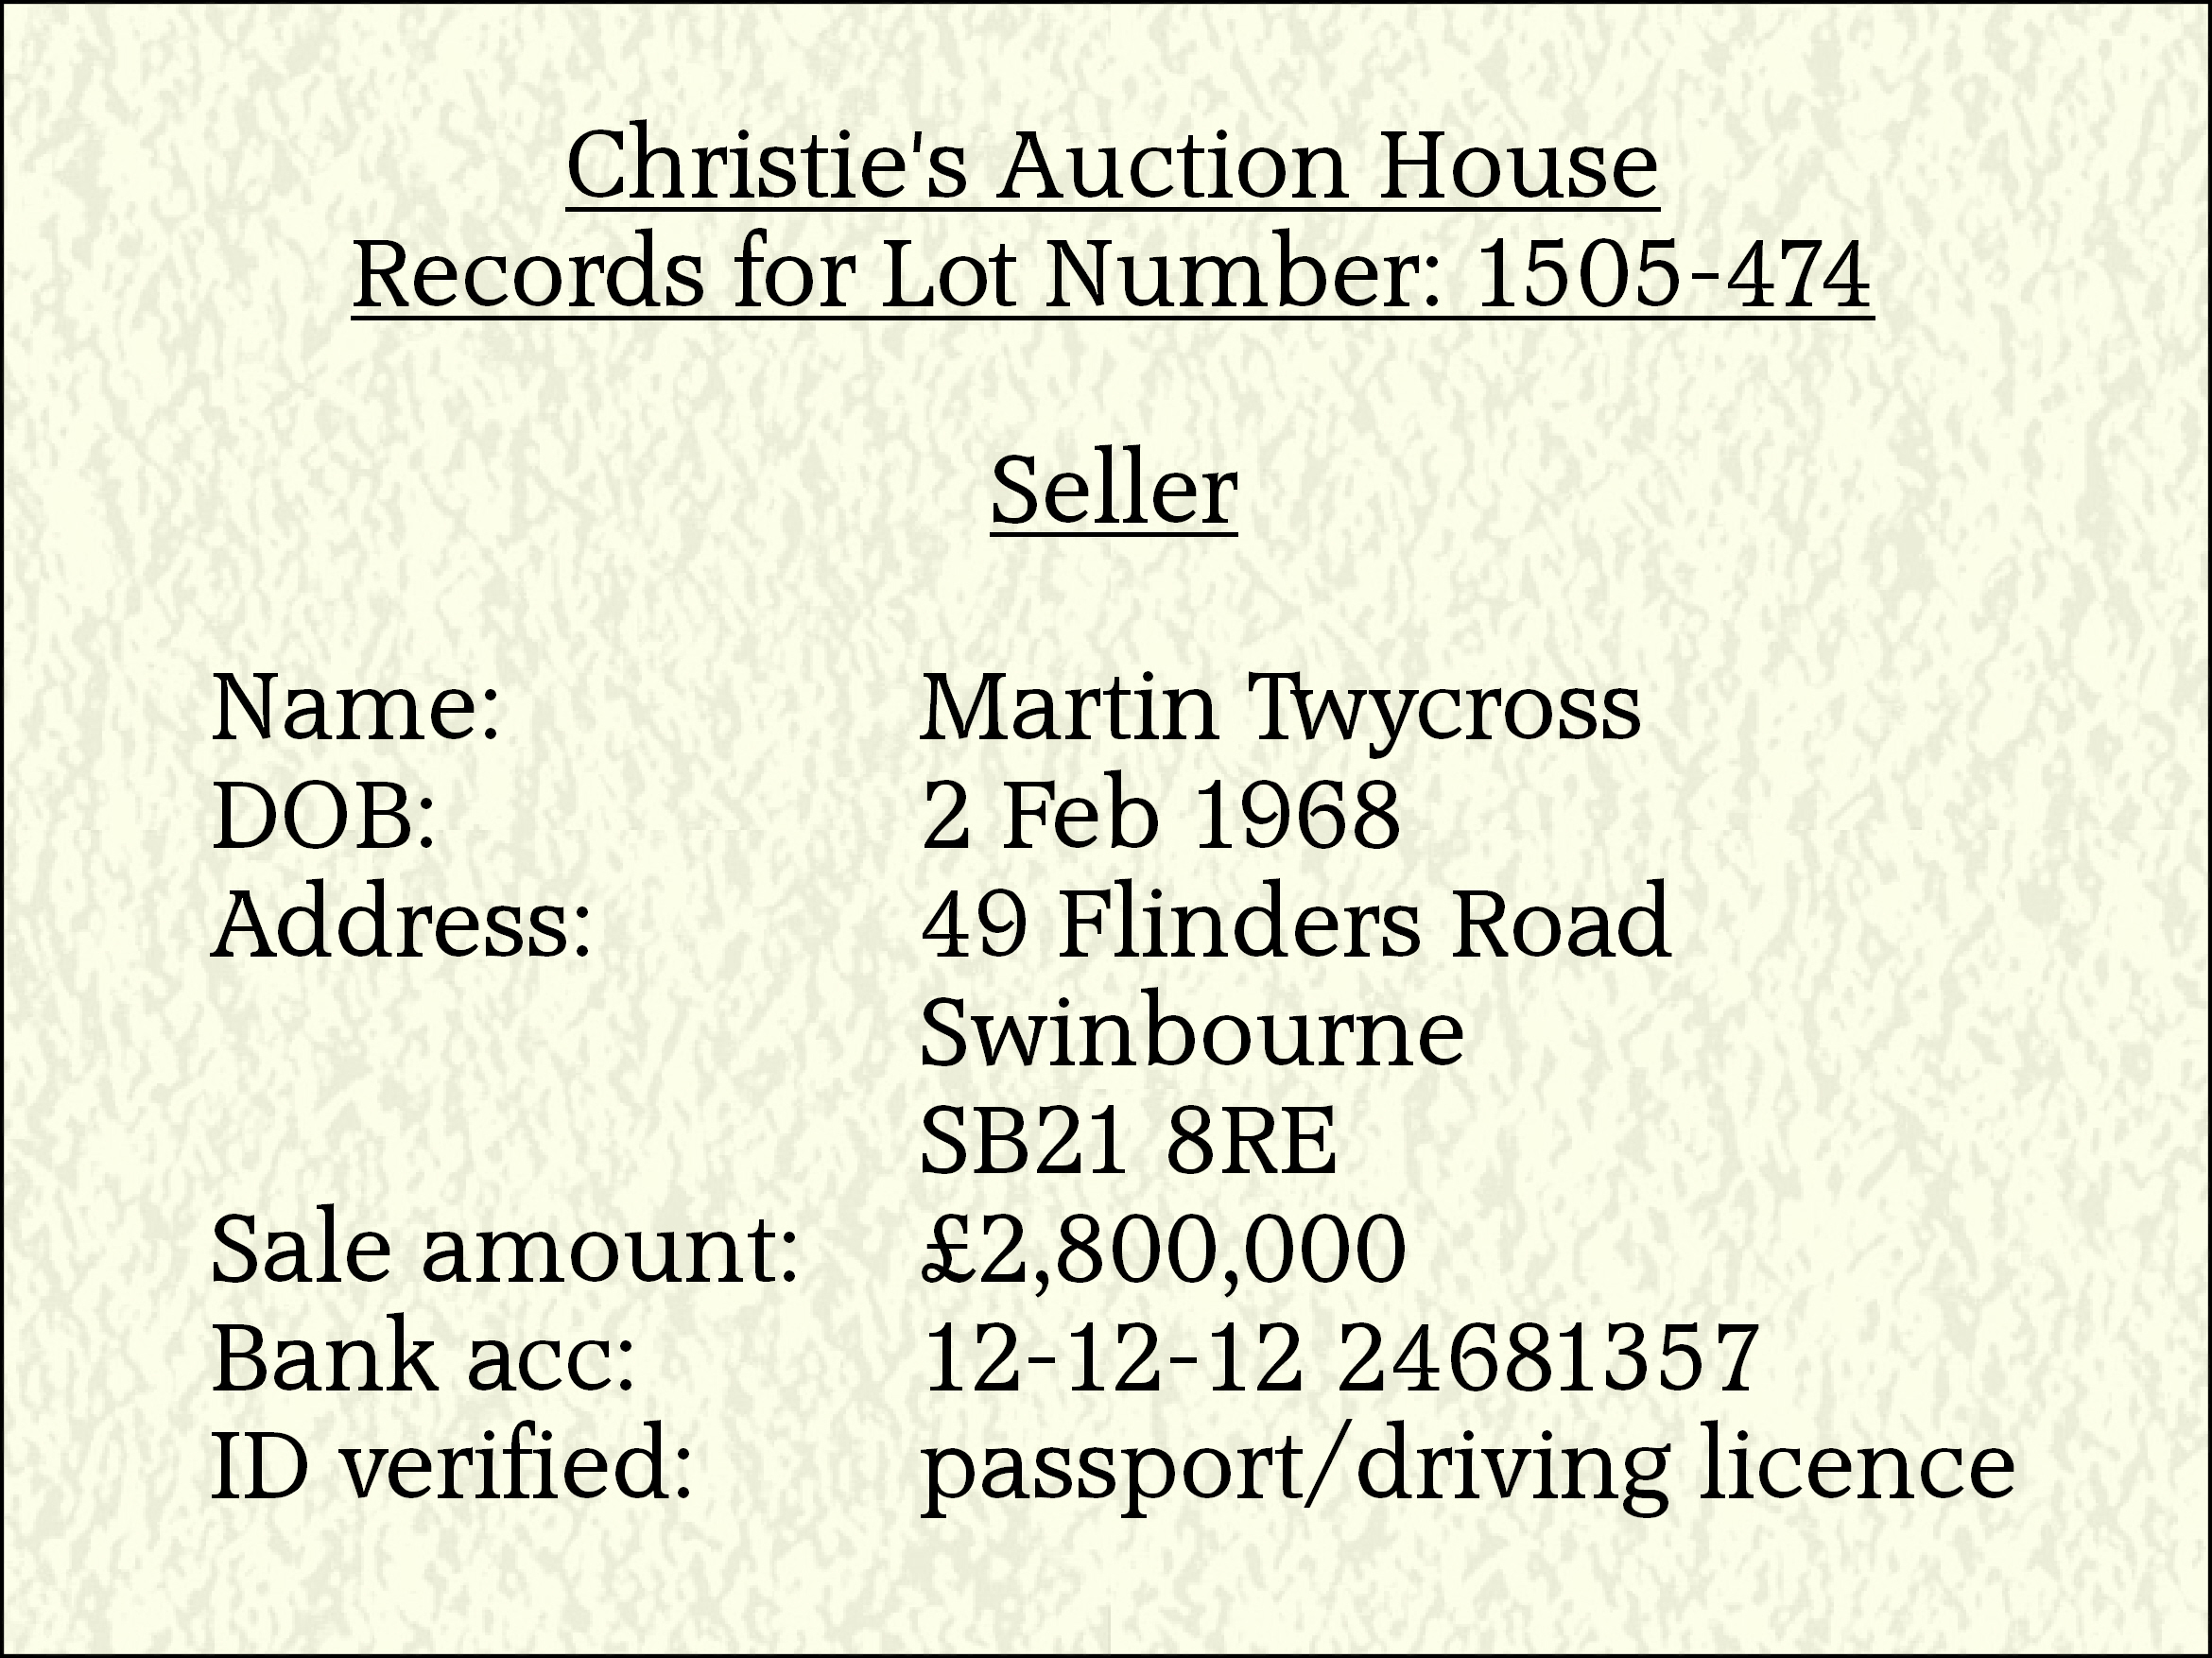 Christie's Auction House
Records for Lot Number: 1505-474
Seller
Name: Martin Twycross
DOB: 2 Feb 1968
Address: 49 Flinders Road
Swinbourne
SB21 8RE
Sale amount: £2,800,000
Bank acc: 12-12-12 24681357
ID verified: passport/driving licence